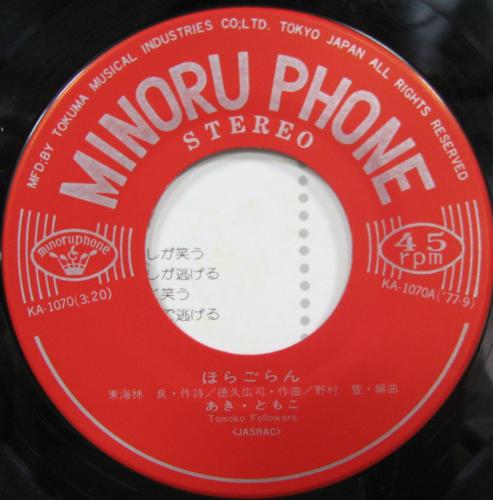 MFD:BY TOKUMA MUSICAL INDUSTRIES CO;LTD. TOKYO JAPAN ALL RIGHTS RESERVED
MINORU PHONE
STEREO
minoruphone
45
rpm
KA-1070(3:20)
KA-1070A('77·9)
しが笑う
しが逃げる
笑う
で逃げる
ほらごらん
東海林 良・作詩/徳久広司・作曲/野村 豊・編曲
あき・ともこ
Tomoko Followers
<JASRAC>